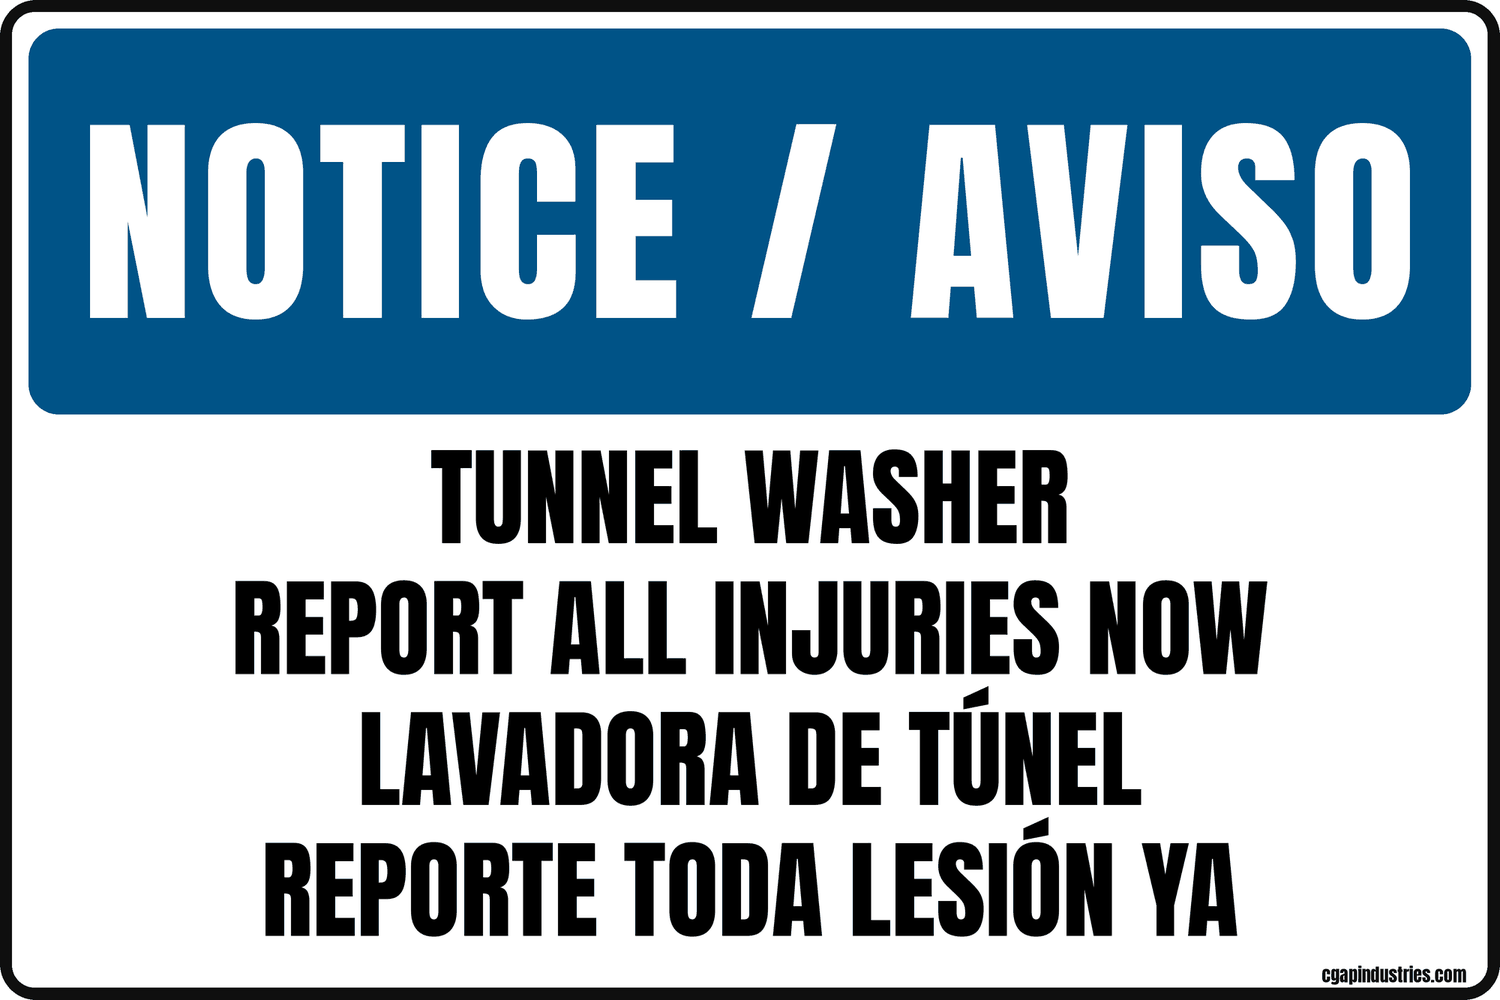 NOTICE / AVISO
TUNNEL WASHER
REPORT ALL INJURIES NOW
LAVADORA DE TÚNEL
REPORTE TODA LESIÓN YA
cgapindustries.com